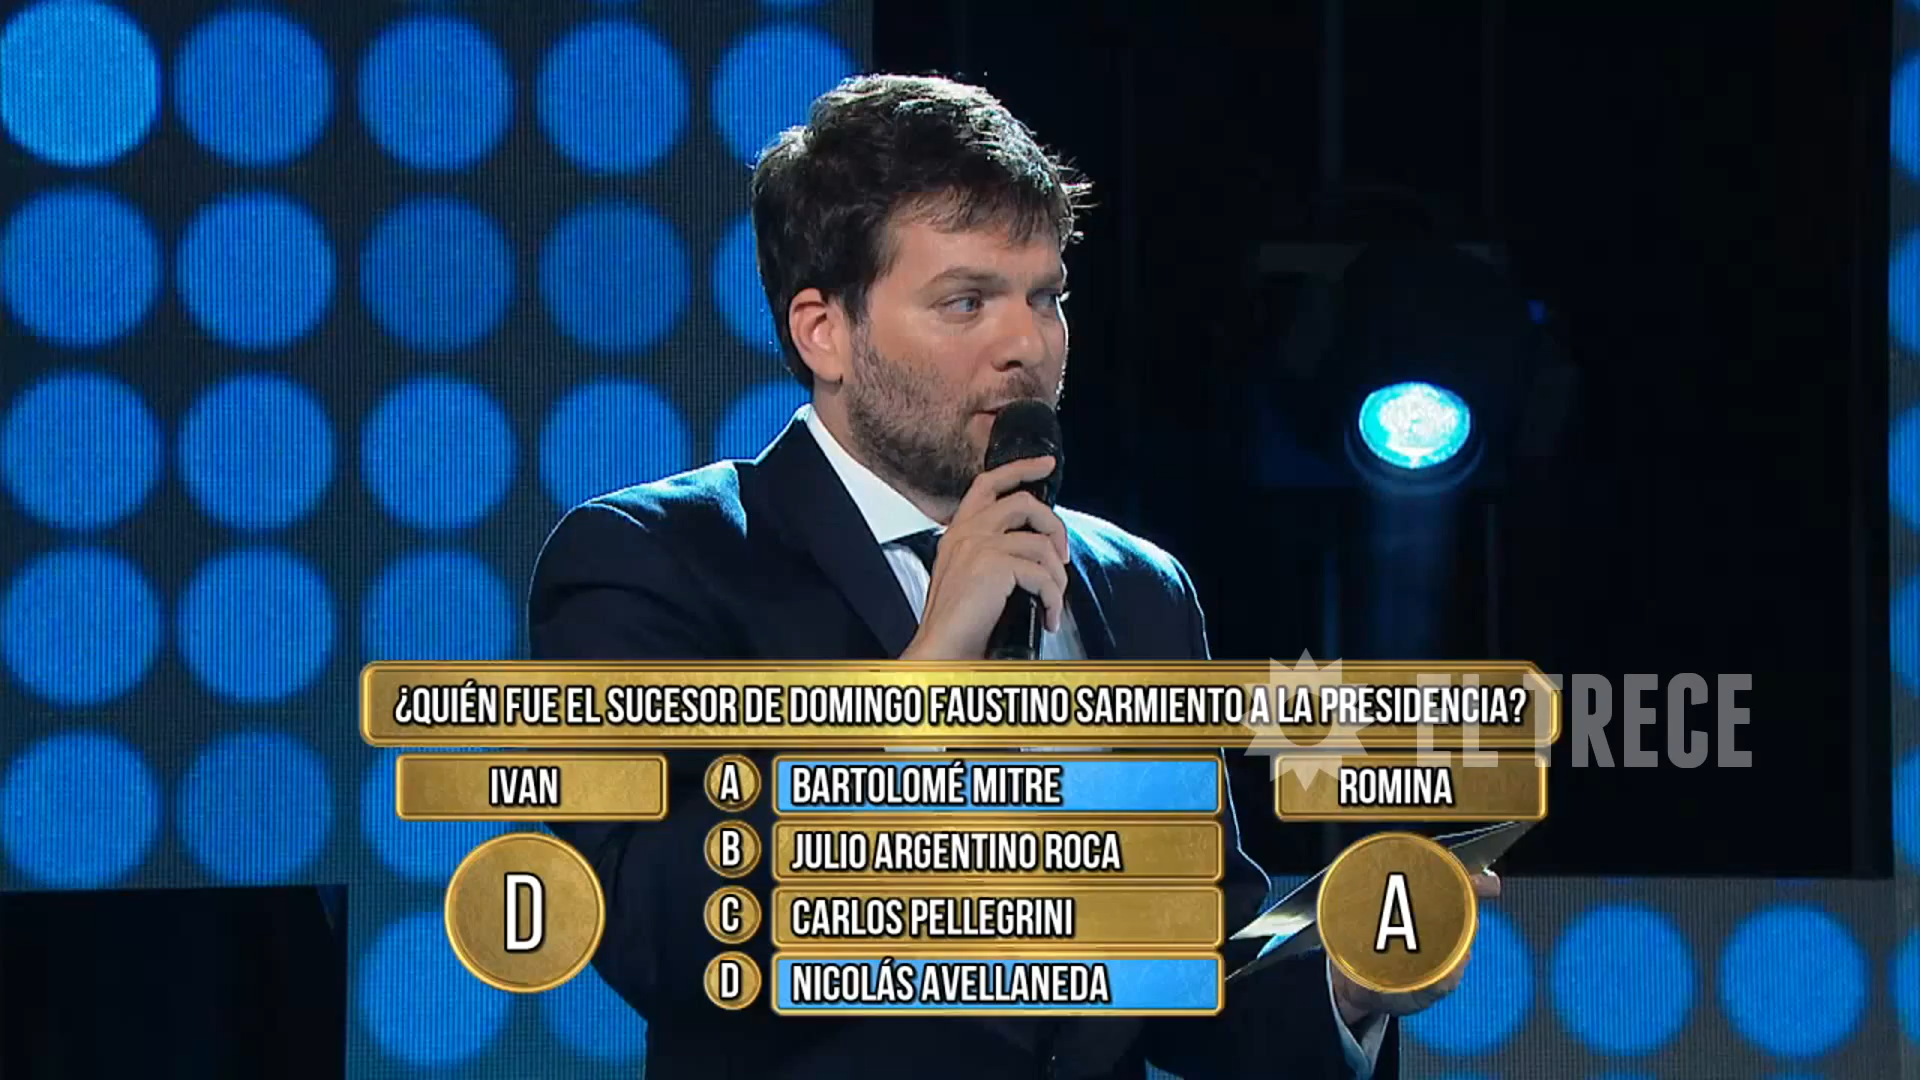 ¿QUIÉN FUE EL SUCESOR DE DOMINGO FAUSTINO SARMIENTO A LA PRESIDENCIA?
EL TRECE
IVAN
A BARTOLOMÉ MITRE
ROMINA
B JULIO ARGENTINO ROCA
D
C CARLOS PELLEGRINI
A
D NICOLÁS AVELLANEDA